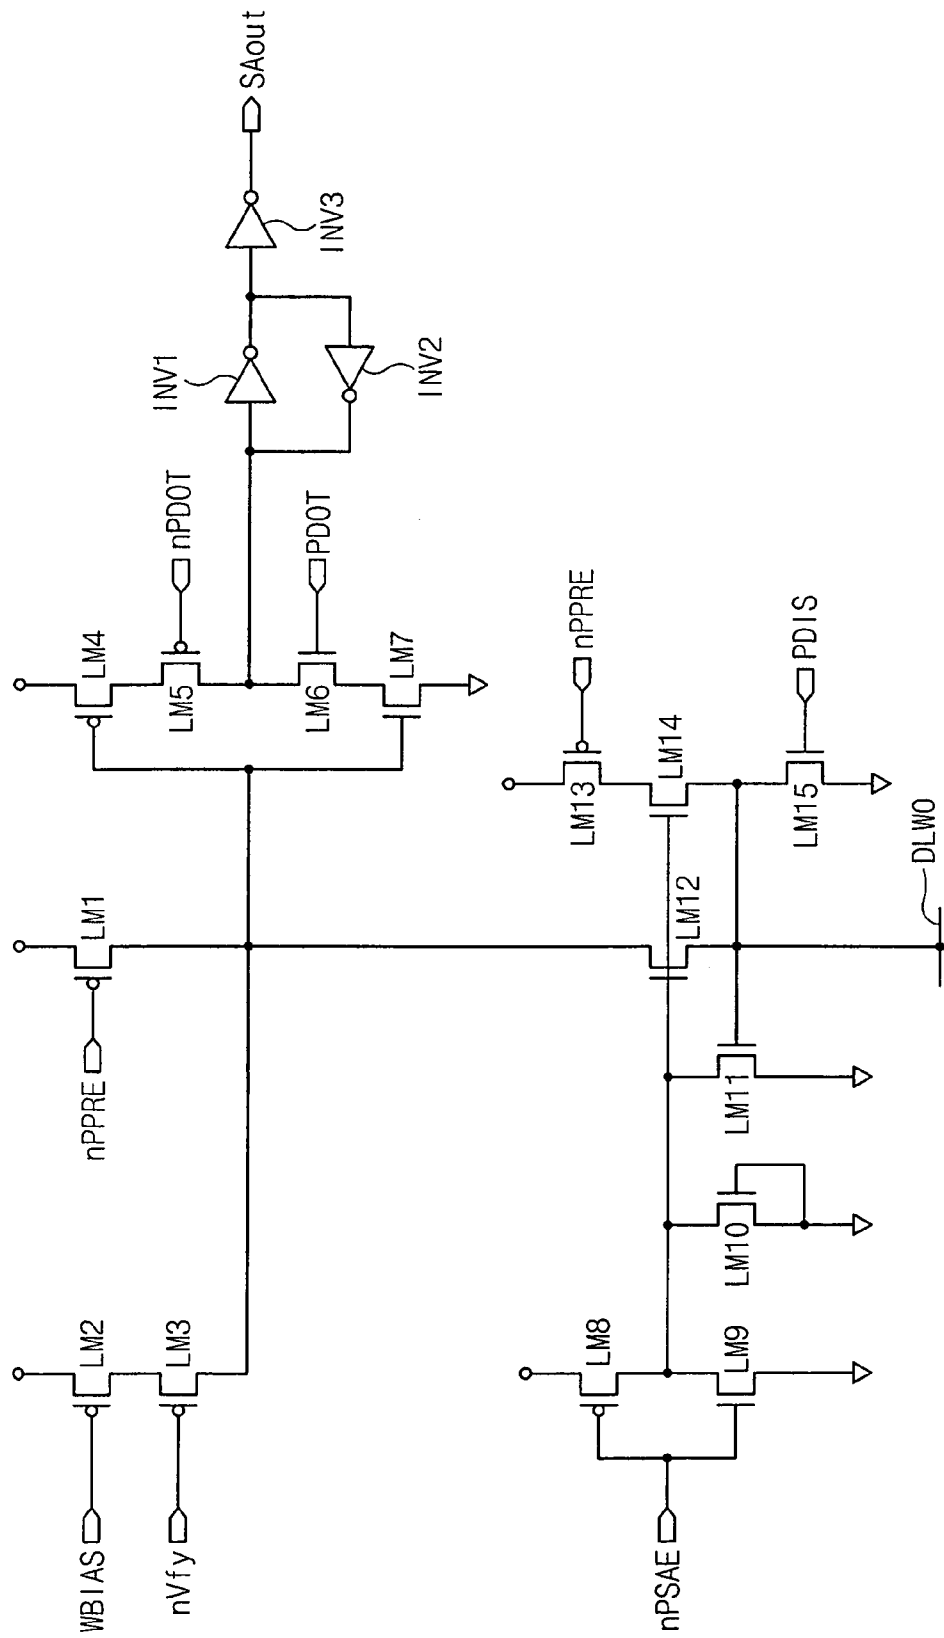 SAout
INV3
INV1
INV2
nPDOT
PDOT
LM4
LM5
LM6
LM7
nPPRE
LM13
LM14
PDIS
LM15
DLW0
LM1
nPPRE
LM12
LM11
LM10
LM2
LM3
WBIAS
nVfy
LM8
LM9
nPSAE